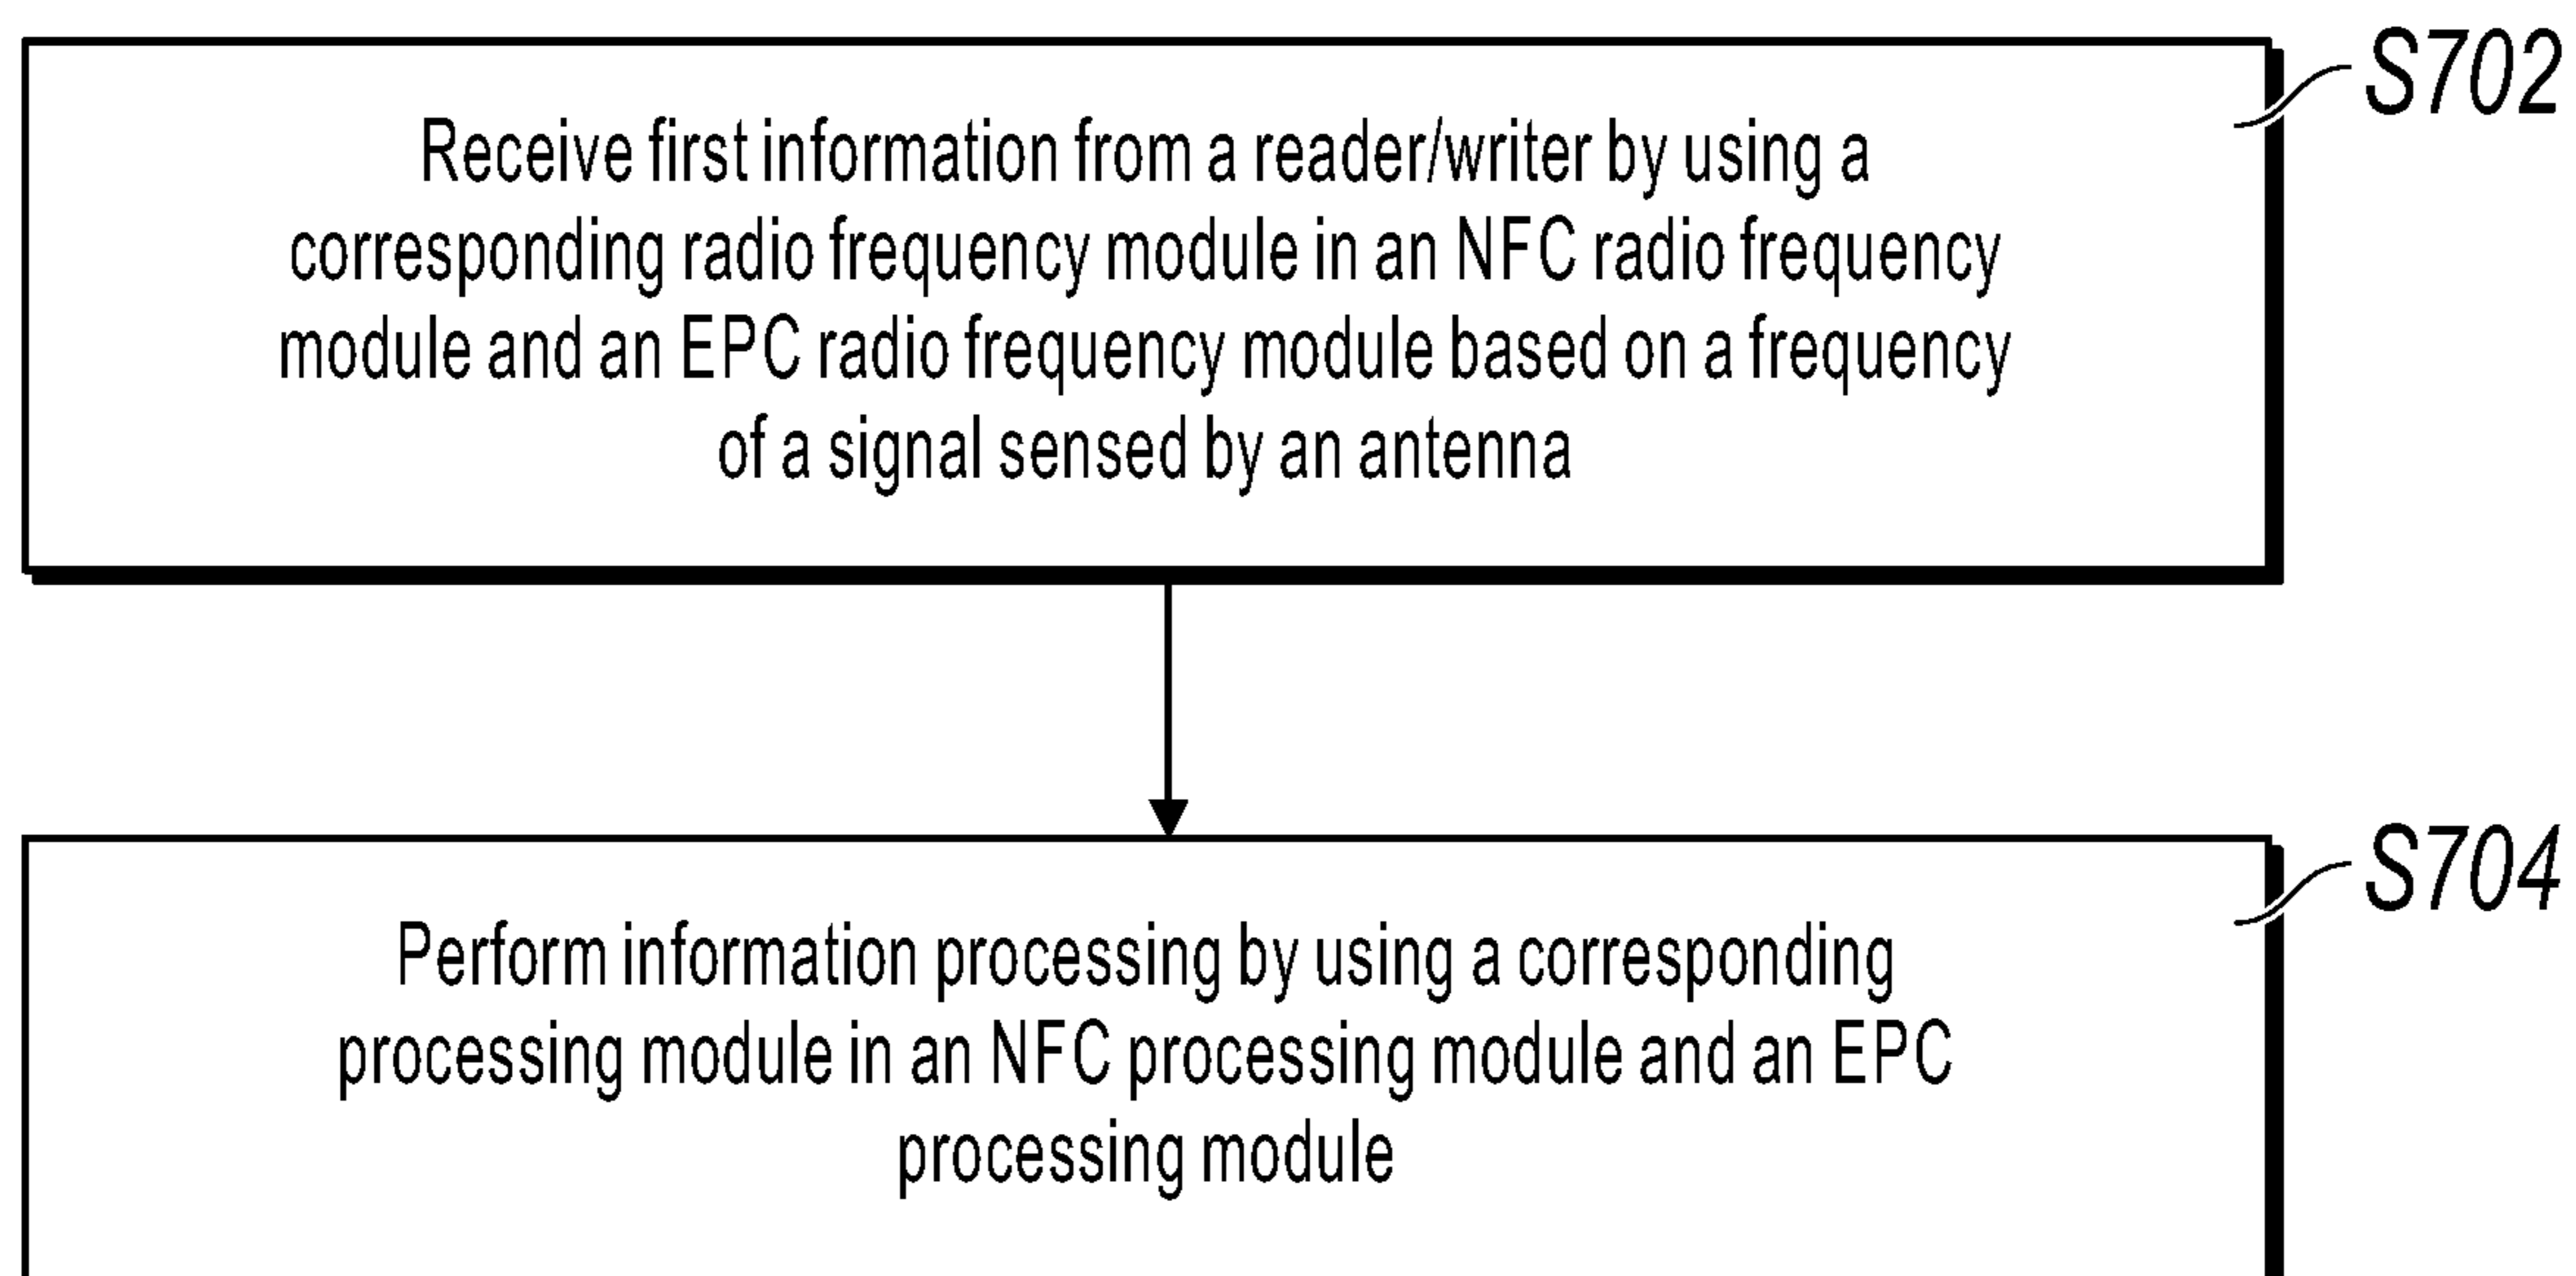 S702
Receive first information from a reader/writer by using a
corresponding radio frequency module in an NFC radio frequency
module and an EPC radio frequency module based on a frequency
of a signal sensed by an antenna
S704
Perform information processing by using a corresponding
processing module in an NFC processing module and an EPC
processing module